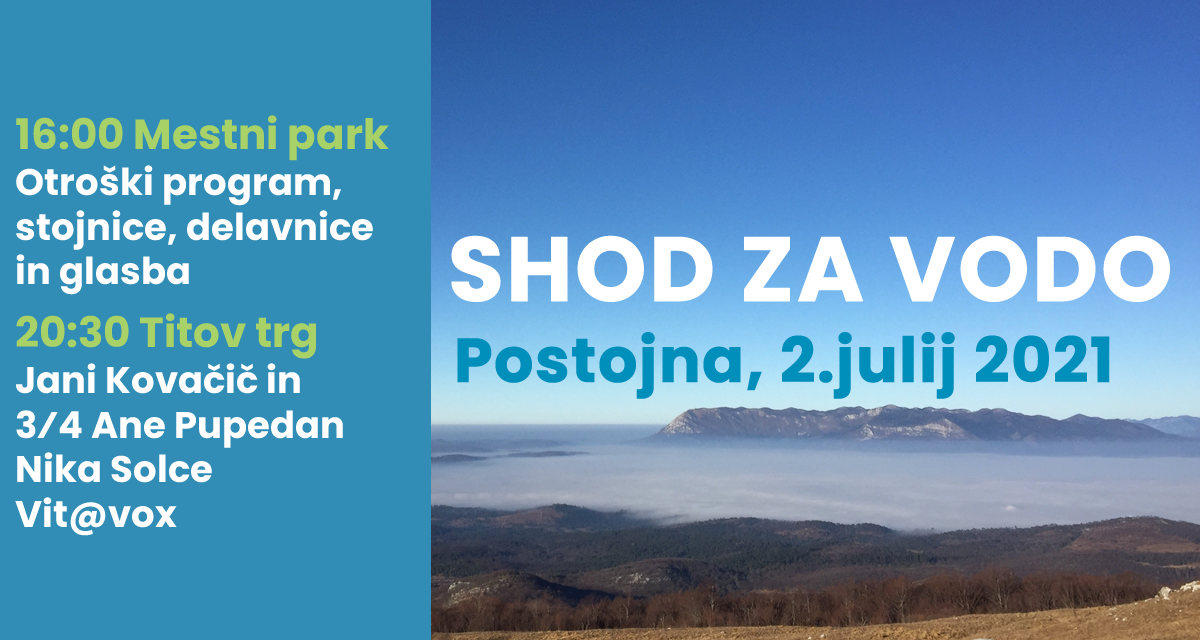 16:00 Mestni park
Otroški program,
stojnice, delavnice
in glasba
20:30 Titov trg
Jani Kovačič in
3/4 Ane Pupedan
Nika Solce
Vit@vox
SHOD ZA VODO
Postojna, 2.julij 2021